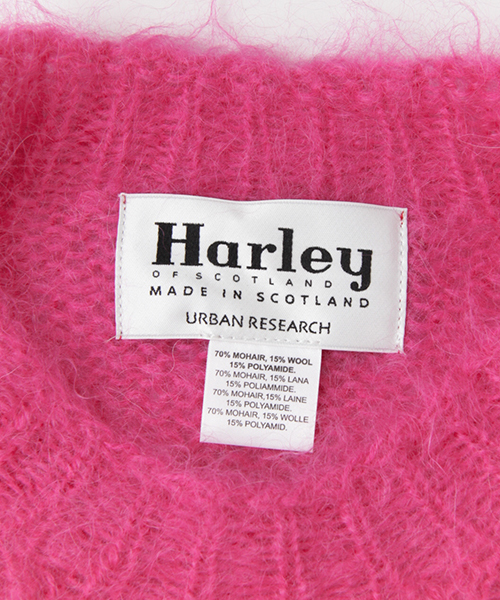 Harley
OF SCOTLAND
MADE IN SCOTLAND
URBAN RESEARCH
70% MOHAIR, 15% WOOL
15% POLYAMIDE.
70% MOHAIR, 15% LANA
15% POLIAMMIDE.
70% MOHAIR,15% LAINE
15% POLYAMIDE.
70% MOHAIR, 15% WOLLE
15% POLYAMID.